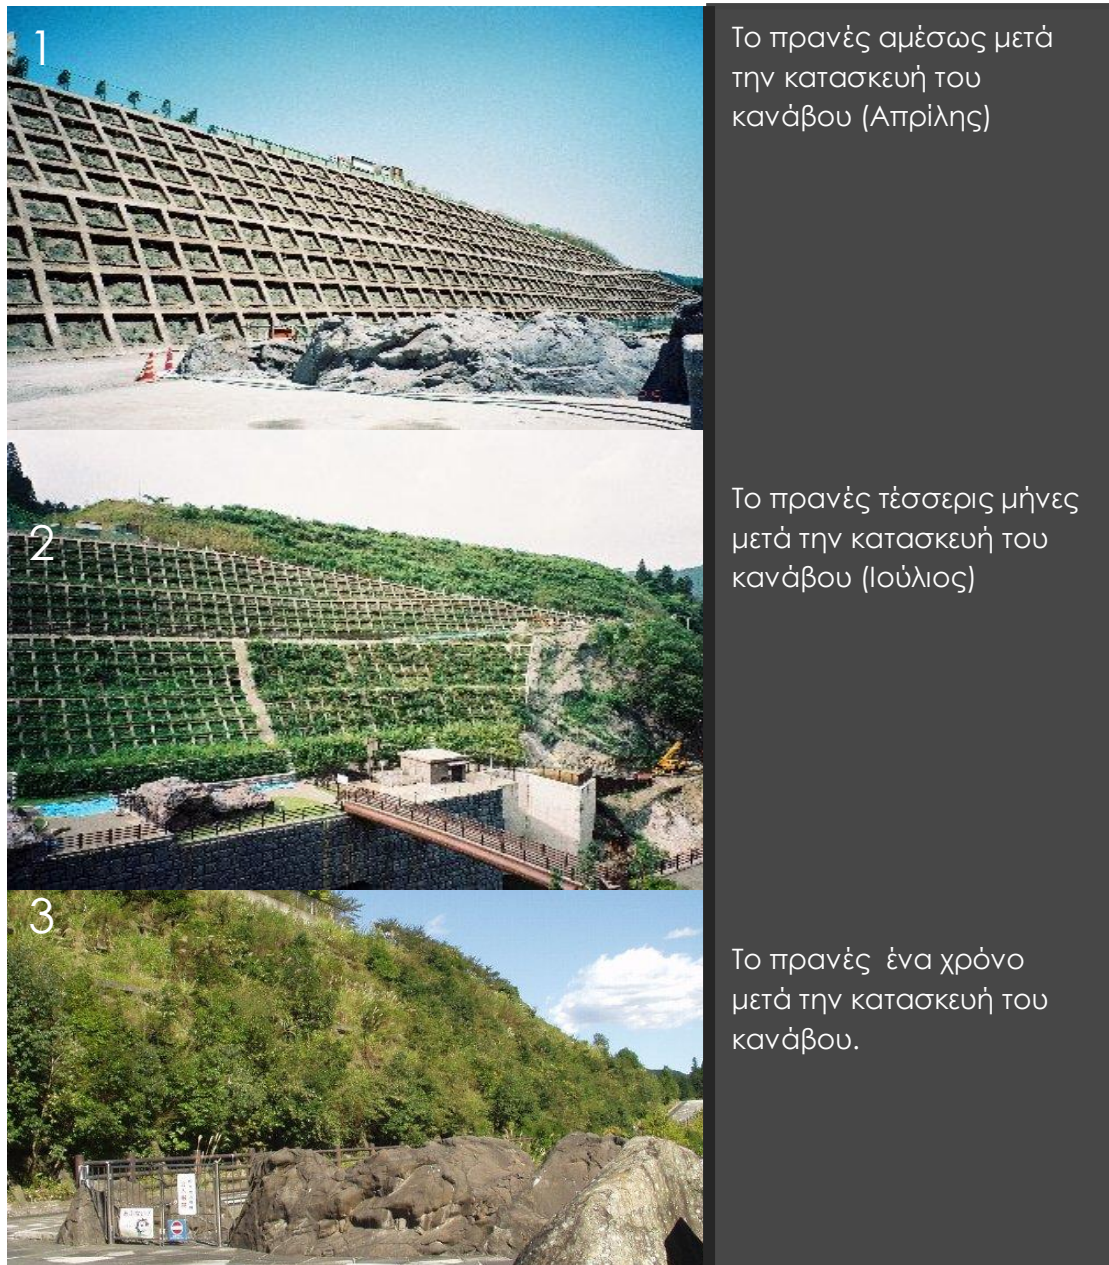 1
Το πρανές αμέσως μετά
την κατασκευή του
κανάβου (Απρίλης)
2
Το πρανές τέσσερις μήνες
μετά την κατασκευή του
κανάβου (Ιούλιος)
3
Το πρανές ένα χρόνο
μετά την κατασκευή του
κανάβου.